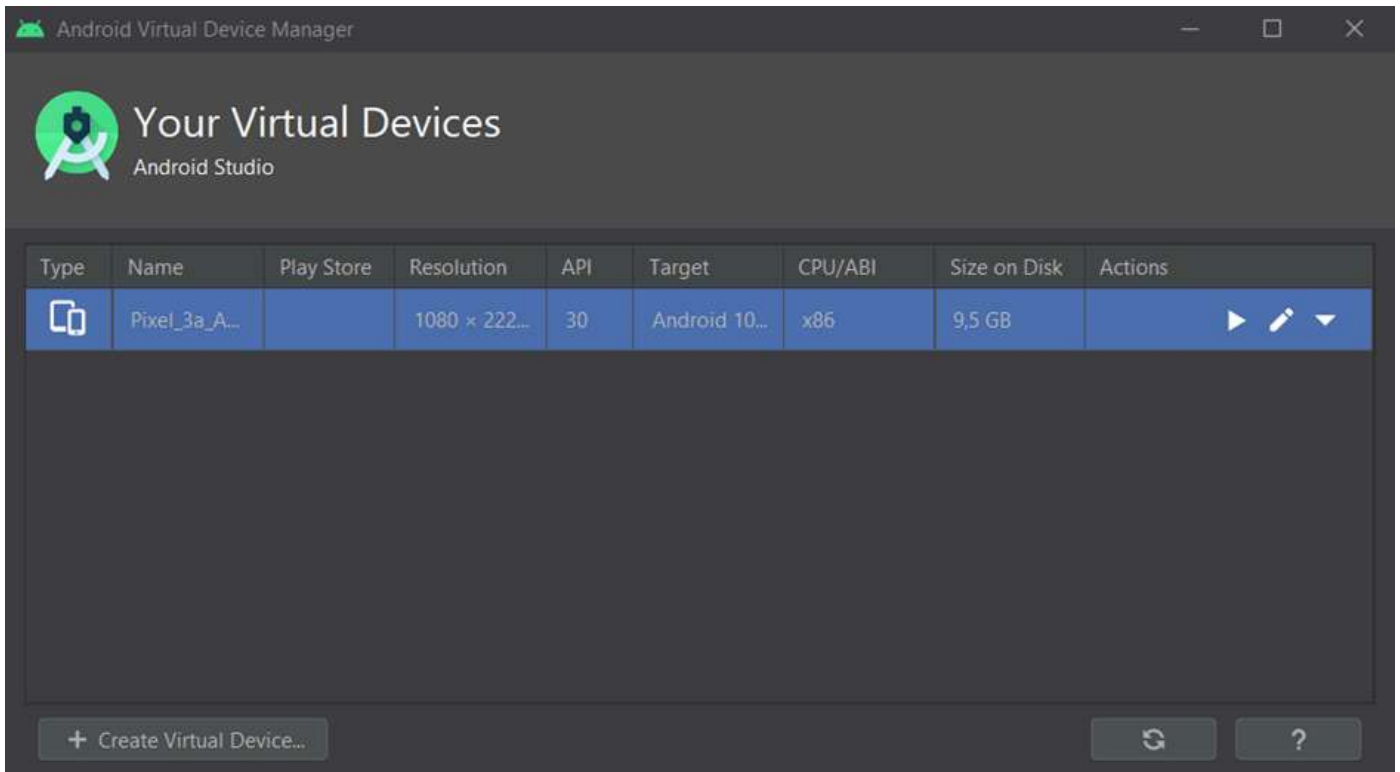 Android Virtual Device Manager
Your Virtual Devices
Android Studio
Type Name Play Store Resolution API Target CPU/ABI Size on Disk Actions
Pixel_3a_A... 1080 × 222... 30 Android 10... x86 9,5 GB
+ Create Virtual Device... ?